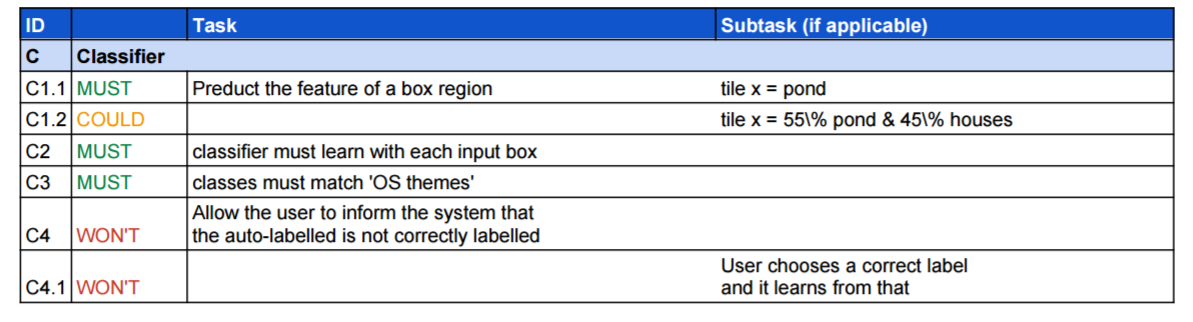 ID Task Subtask (if applicable)
C Classifier
C1.1 MUST Preduct the feature of a box region tile x = pond
C1.2 COULD tile x = 55\% pond & 45\% houses
C2 MUST classifier must learn with each input box
C3 MUST classes must match 'OS themes'
Allow the user to inform the system that
C4 WON'T the auto-labelled is not correctly labelled
User chooses a correct label
C4.1 WON'T and it learns from that